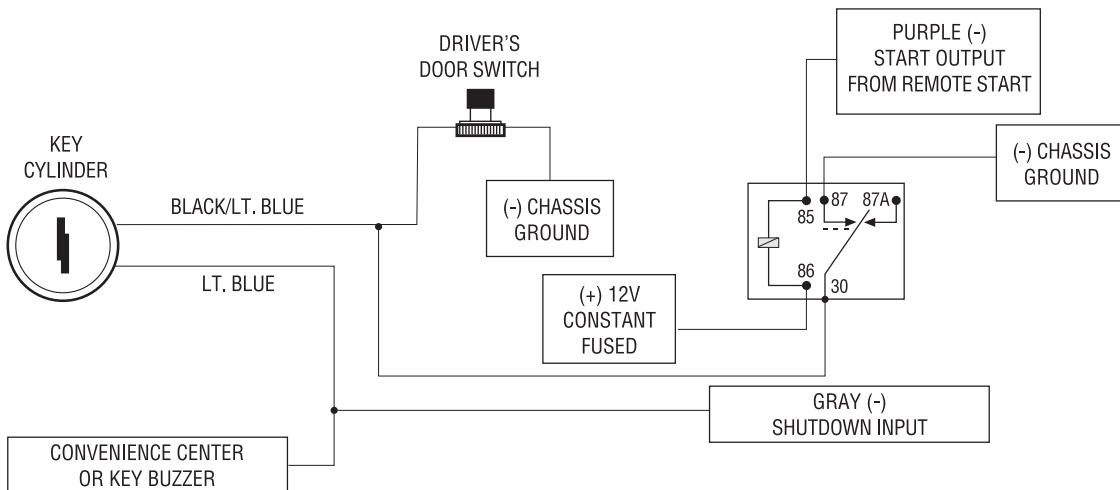 PURPLE (-)
START OUTPUT
FROM REMOTE START
DRIVER'S
DOOR SWITCH
KEY
CYLINDER
(-) CHASSIS
GROUND
BLACK/LT. BLUE
(-) CHASSIS
GROUND
87 87A
85
LT. BLUE
86
30
(+) 12V
CONSTANT
FUSED
GRAY (-)
SHUTDOWN INPUT
CONVENIENCE CENTER
OR KEY BUZZER